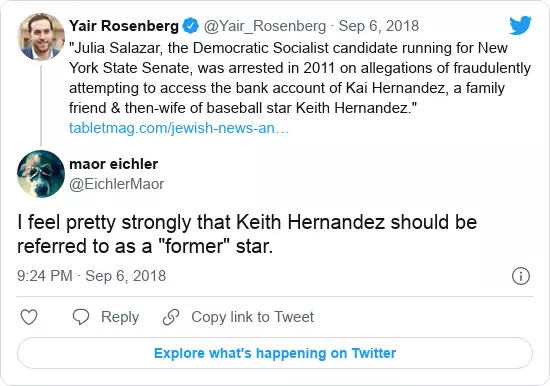 Yair Rosenberg @Yair_Rosenberg · Sep 6, 2018
"Julia Salazar, the Democratic Socialist candidate running for New
York State Senate, was arrested in 2011 on allegations of fraudulently
attempting to access the bank account of Kai Hernandez, a family
friend & then-wife of baseball star Keith Hernandez."
tabletmag.com/jewish-news-an…
maor eichler
@EichlerMaor
I feel pretty strongly that Keith Hernandez should be
referred to as a "former" star.
9:24 PM · Sep 6, 2018
Reply
Copy link to Tweet
Explore what's happening on Twitter